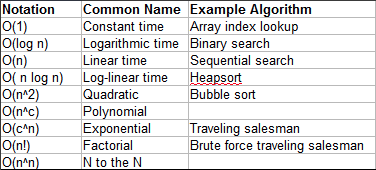 Notation Common Name Example Algorithm
O(1) Constant time Array index lookup
O(log n) Logarithmic time Binary search
O(n) Linear time Sequential search
O( n log n) Log-linear time Heapsort
O(n^2) Quadratic Bubble sort
O(n^c) Polynomial
O(c^n) Exponential Traveling salesman
O(n!) Factorial Brute force traveling salesman
O(n^n) N to the N